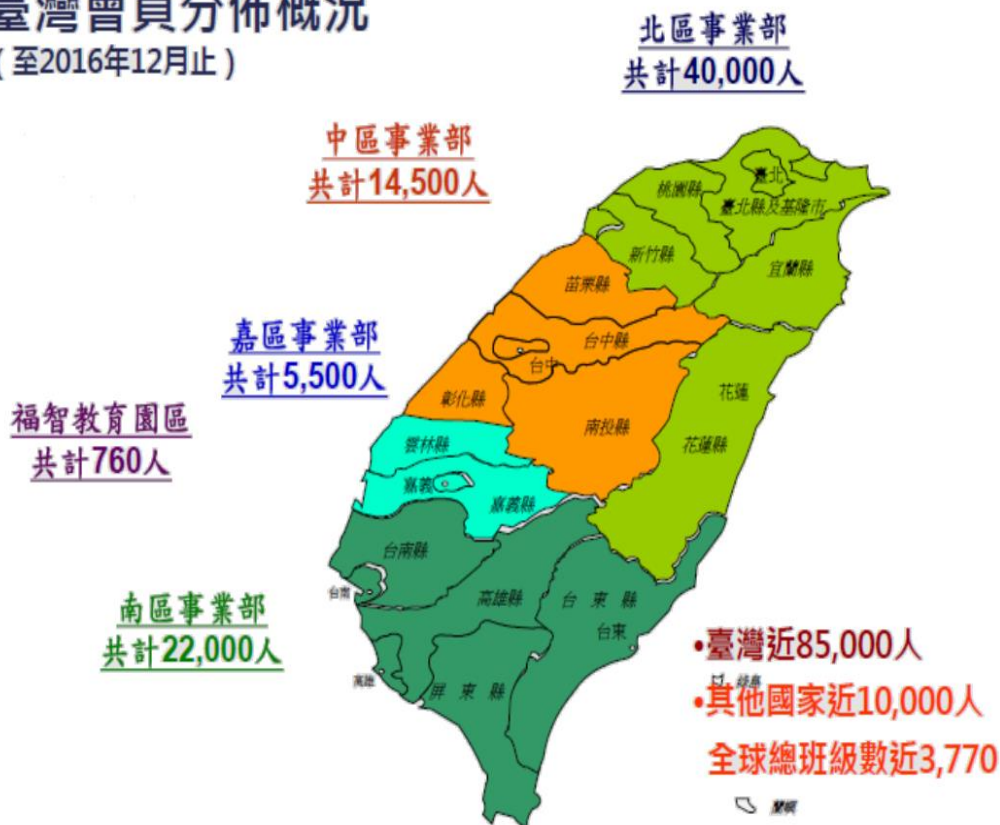 臺灣會員分佈概況
( 至2016年12月止 )
北區事業部
共計40,000人
中區事業部
共計14,500人
嘉區事業部
共計5,500人
福智教育園區
共計760人
南區事業部
共計22,000人
臺北
桃園縣
臺北縣及基隆市
新竹縣
宜蘭縣
苗栗縣
台中縣
台中
彰化縣
南投縣
花蓮
花蓮縣
雲林縣
嘉義
嘉義縣
台南縣
台南
高雄縣
台東縣
台東
高雄
屏東縣
綠島
蘭嶼
•臺灣近85,000人
•其他國家近10,000人
全球總班級數近3,770